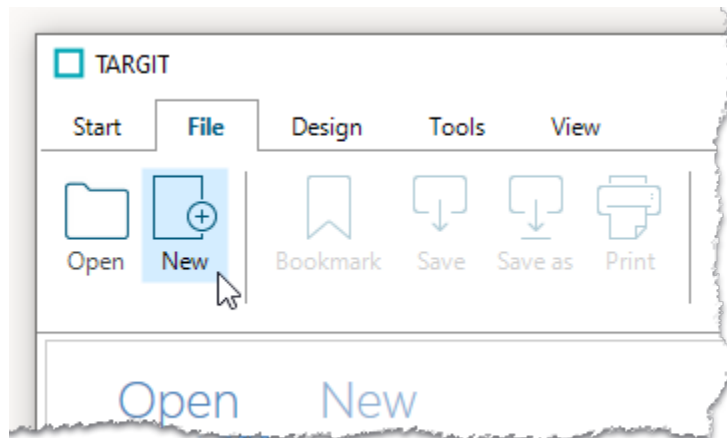 TARGIT
Start File Design Tools View
Open New Bookmark Save Save as Print
Open New